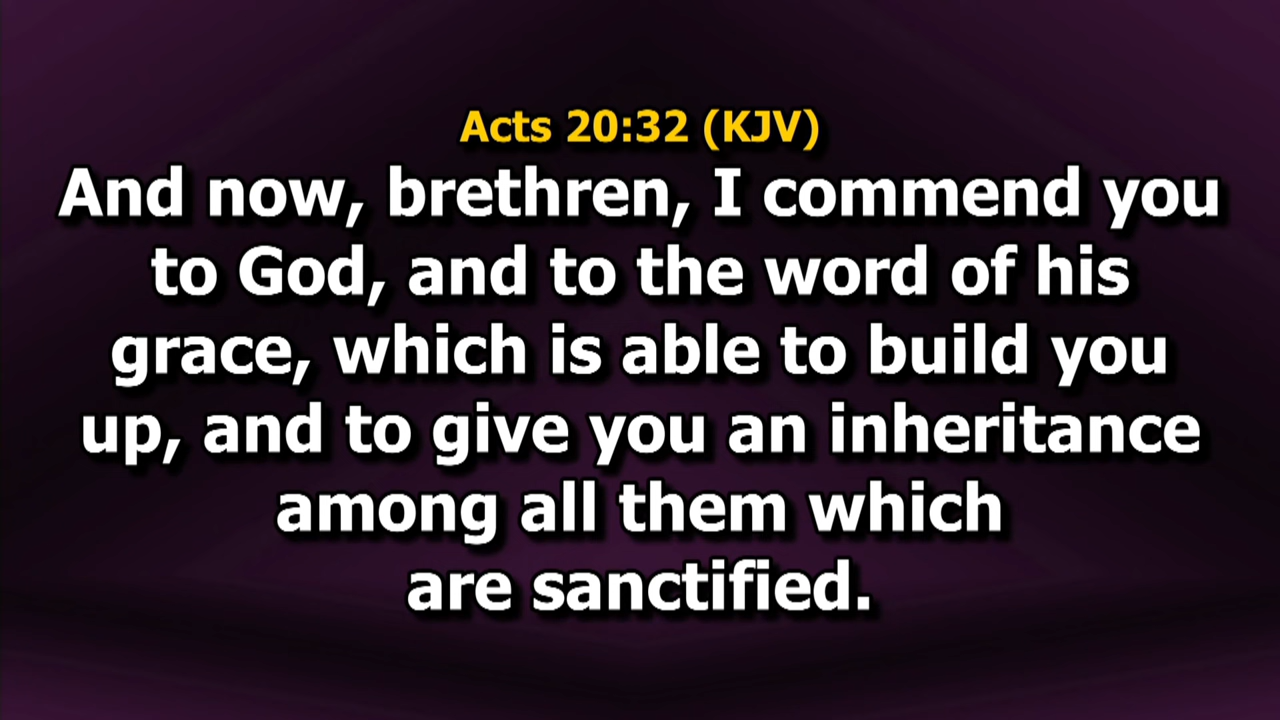 Acts 20:32 (KJV)
And now, brethren, I commend you
to God, and to the word of his
grace, which is able to build you
up, and to give you an inheritance
among all them which
are sanctified.